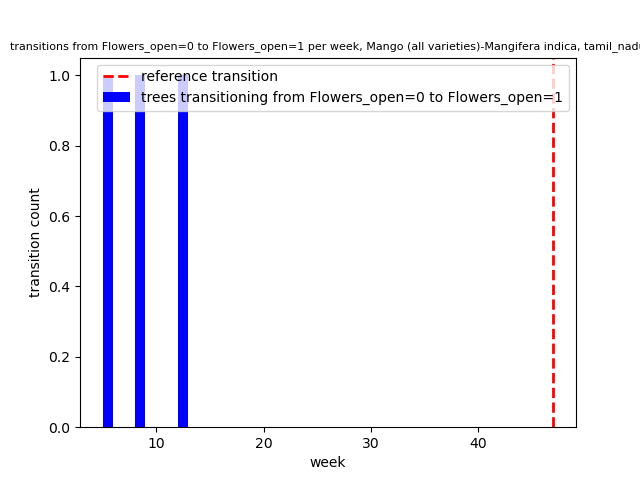 transitions from Flowers_open=0 to Flowers_open=1 per week, Mango (all varieties)-Mangifera indica, tamil_nadu
1.0
0.8
0.6
0.4
0.2
0.0
transition count
reference transition
trees transitioning from Flowers_open=0 to Flowers_open=1
10 20 30 40
week